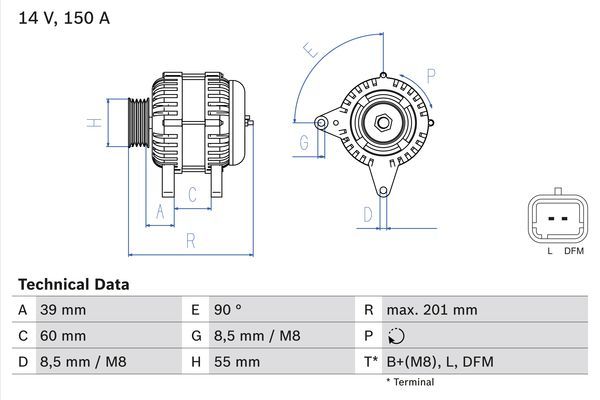 14 V, 150 A
E
P
H
G
C
A
D
R
L DFM
Technical Data
A 39 mm E 90 º R max. 201 mm
C 60 mm G 8,5 mm / M8 P
D 8,5 mm / M8 H 55 mm T* B+(M8), L, DFM
* Terminal